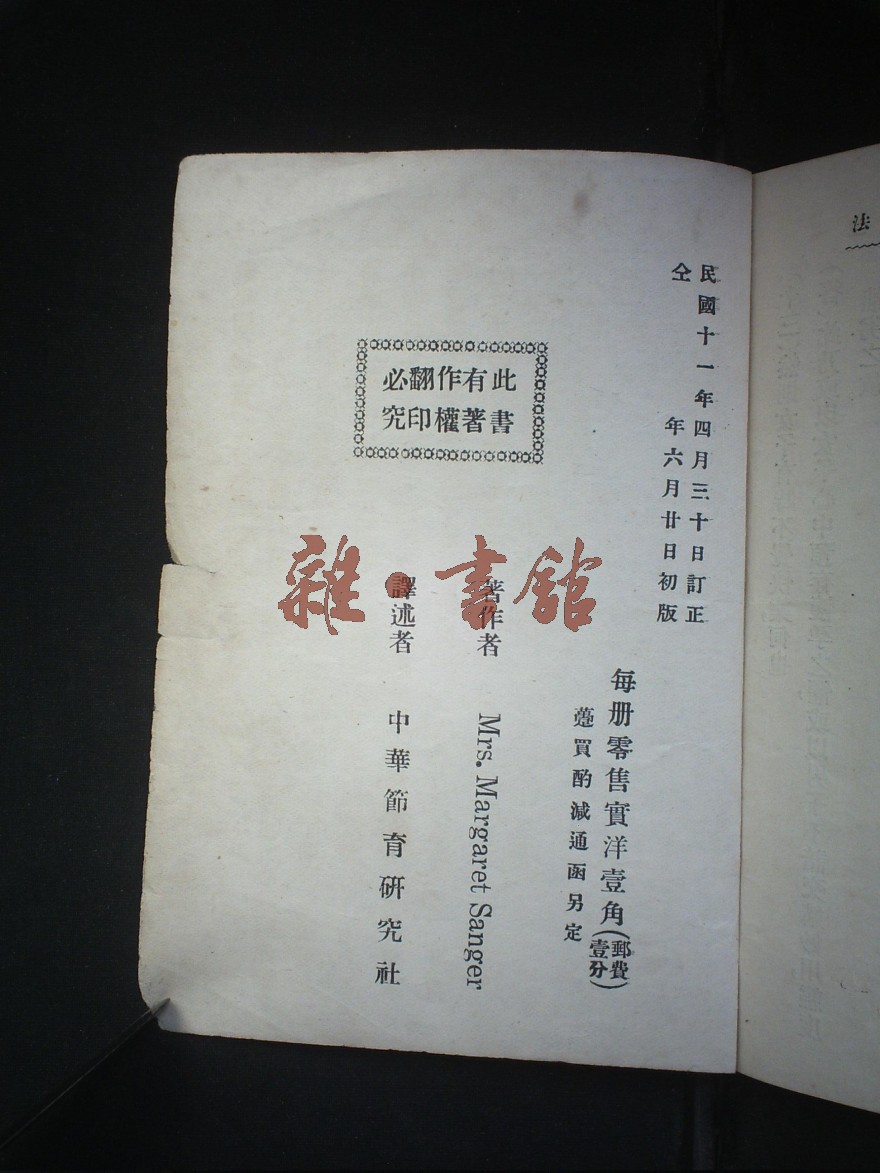 民國十一年四月三十日訂正
仝年六月廿日初版
每册零售實洋壹角(郵費壹分)
躉買酌減通函另定
著作者 Mrs. Margaret Sanger
譯述者 中華節育研究社
此書有著作權翻印必究
雜·書館
法